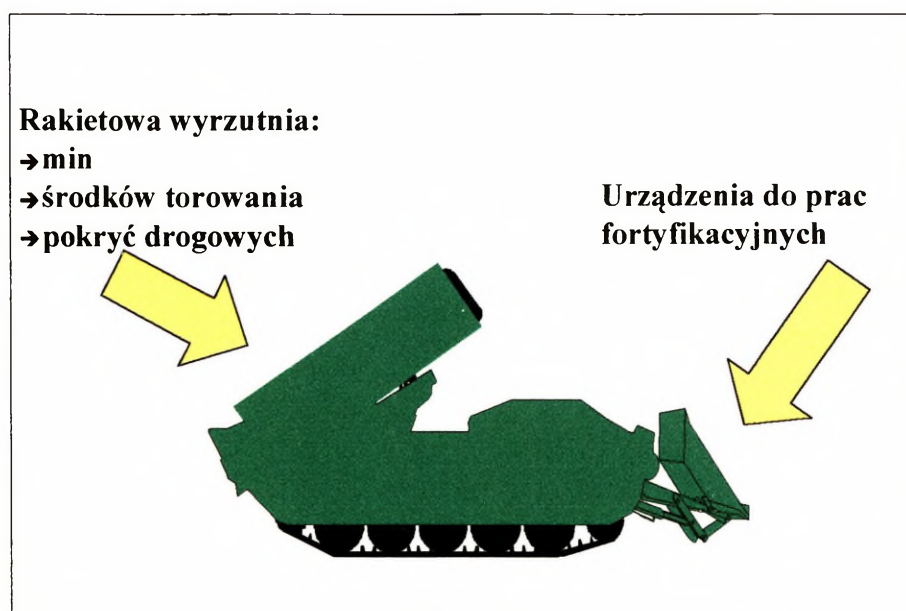 Rakietowa wyrzutnia:
→min
→środków torowania
→pokryć drogowych
Urządzenia do prac
fortyfikacyjnych